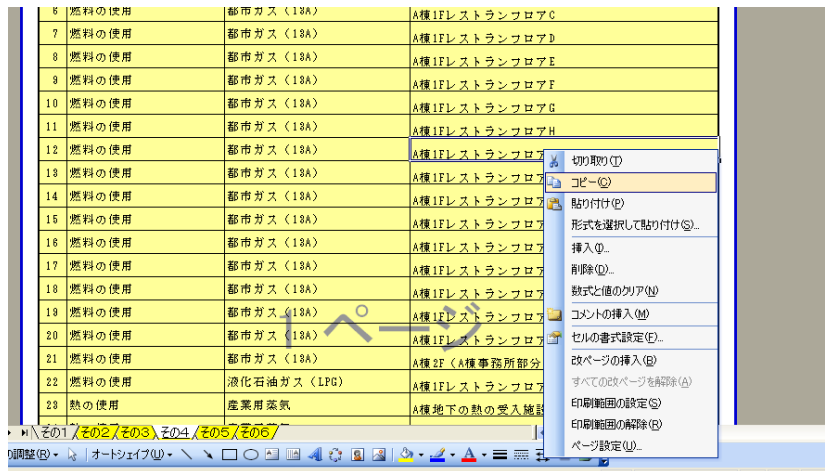 6 燃料の使用 都市ガス（13A） A棟1FレストランフロアC
7 燃料の使用 都市ガス（13A） A棟1FレストランフロアD
8 燃料の使用 都市ガス（13A） A棟1FレストランフロアE
9 燃料の使用 都市ガス（13A） A棟1FレストランフロアF
10 燃料の使用 都市ガス（13A） A棟1FレストランフロアG
11 燃料の使用 都市ガス（13A） A棟1FレストランフロアH
12 燃料の使用 都市ガス（13A） A棟1Fレストランフロア
13 燃料の使用 都市ガス（13A） A棟1Fレストランフロア
14 燃料の使用 都市ガス（13A） A棟1Fレストランフロア
15 燃料の使用 都市ガス（13A） A棟1Fレストランフロア
16 燃料の使用 都市ガス（13A） A棟1Fレストランフロア
17 燃料の使用 都市ガス（13A） A棟1Fレストランフロア
18 燃料の使用 都市ガス（13A） A棟1Fレストランフロア
19 燃料の使用 都市ガス（13A） A棟1Fレストランフロア
20 燃料の使用 都市ガス（13A） A棟1Fレストランフロア
21 燃料の使用 都市ガス（13A） A棟2F（A棟事務所部分
22 燃料の使用 液化石油ガス（LPG） A棟1Fレストランフロア
23 熱の使用 産業用蒸気 A棟地下の熱の受入施設
1 ページ
切り取り(T)
コピー(C)
貼り付け(P)
形式を選択して貼り付け(S)...
挿入(I)...
削除(D)...
数式と値のクリア(N)
コメントの挿入(M)
セルの書式設定(F)...
改ページの挿入(B)
すべての改ページを解除(A)
印刷範囲の設定(S)
印刷範囲の解除(R)
ページ設定(U)...
その1 その2 その3 その4 その5 その6
の調整(R) オートシェイプ(U)